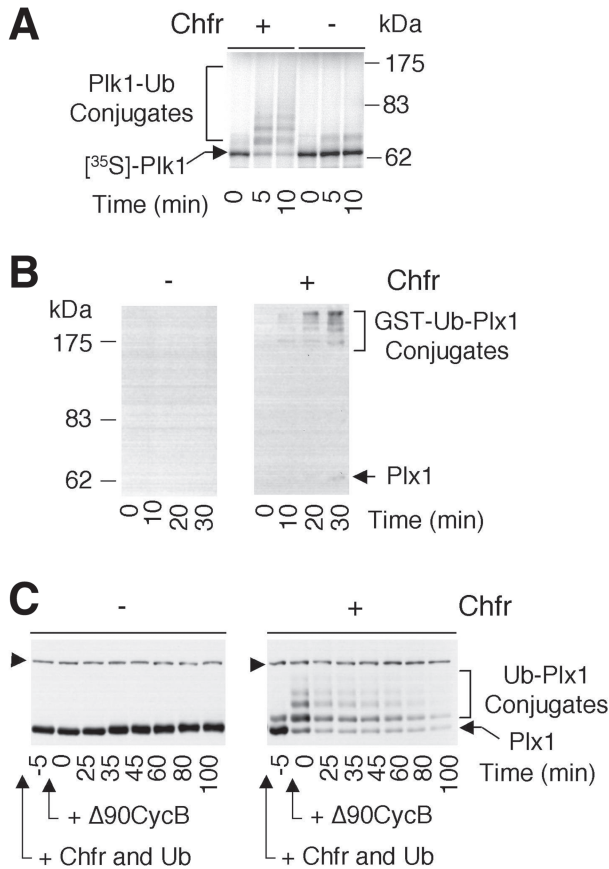 A
Chfr + - kDa
175
Plk1-Ub
Conjugates
83
[³⁵S]-Plk1
62
Time (min) 0 5 10 0 5 10
B
- + Chfr
kDa
GST-Ub-Plx1
Conjugates
175
83
62
Plx1
0 10 20 30 0 10 20 30 Time (min)
C
- + Chfr
Ub-Plx1
Conjugates
Plx1
-5 0 25 35 45 60 80 100 -5 0 25 35 45 60 80 100 Time (min)
+ Δ90CycB + Δ90CycB
+ Chfr and Ub + Chfr and Ub